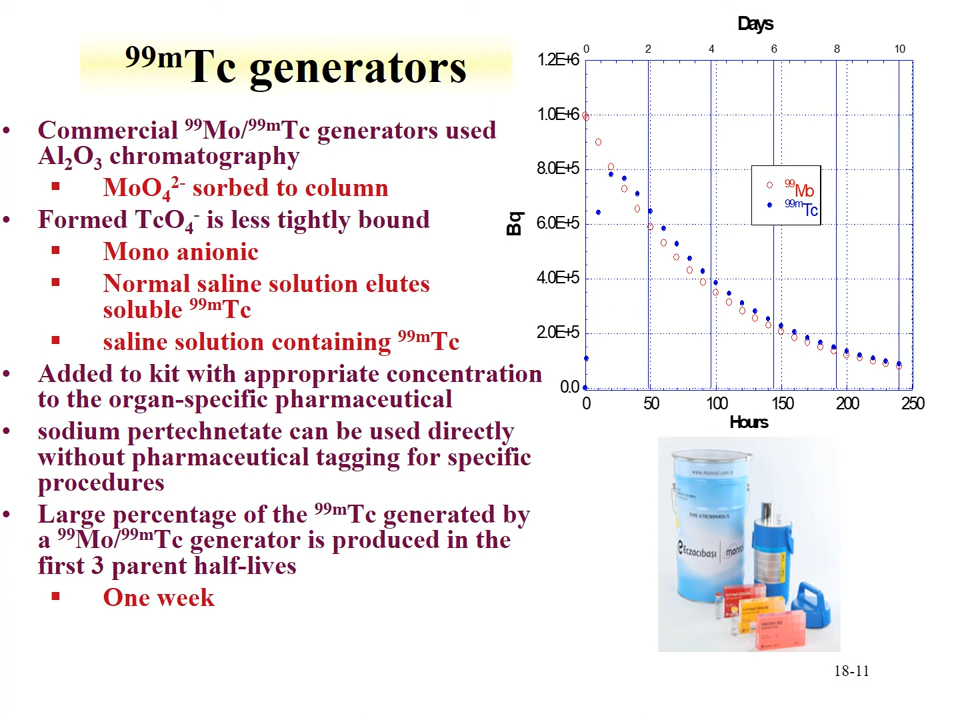 99mTc generators
• Commercial 99Mo/99mTc generators used
Al2O3 chromatography
▪ MoO42- sorbed to column
• Formed TcO4- is less tightly bound
▪ Mono anionic
▪ Normal saline solution elutes
soluble 99mTc
▪ saline solution containing 99mTc
• Added to kit with appropriate concentration
to the organ-specific pharmaceutical
• sodium pertechnetate can be used directly
without pharmaceutical tagging for specific
procedures
• Large percentage of the 99mTc generated by
a 99Mo/99mTc generator is produced in the
first 3 parent half-lives
▪ One week
Days
0 2 4 6 8 10
1.2E+6
1.0E+6
8.0E+5
6.0E+5
4.0E+5
2.0E+5
0.0
Bq
99Mo
99mTc
0 50 100 150 200 250
Hours
Eczacıbaşı
monrol
18-11